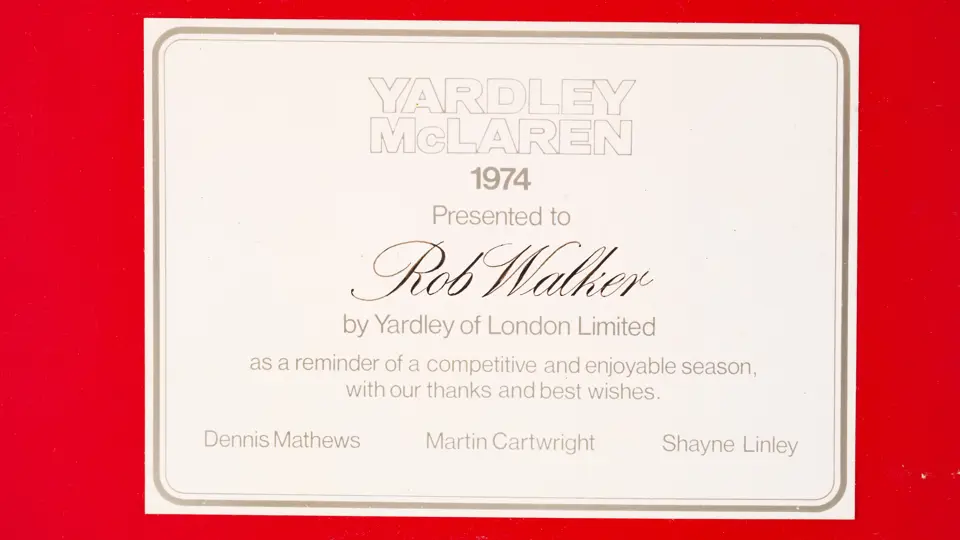 YARDLEY
McLAREN
1974
Presented to
Rob Walker
by Yardley of London Limited
as a reminder of a competitive and enjoyable season,
with our thanks and best wishes.
Dennis Mathews Martin Cartwright Shayne Linley